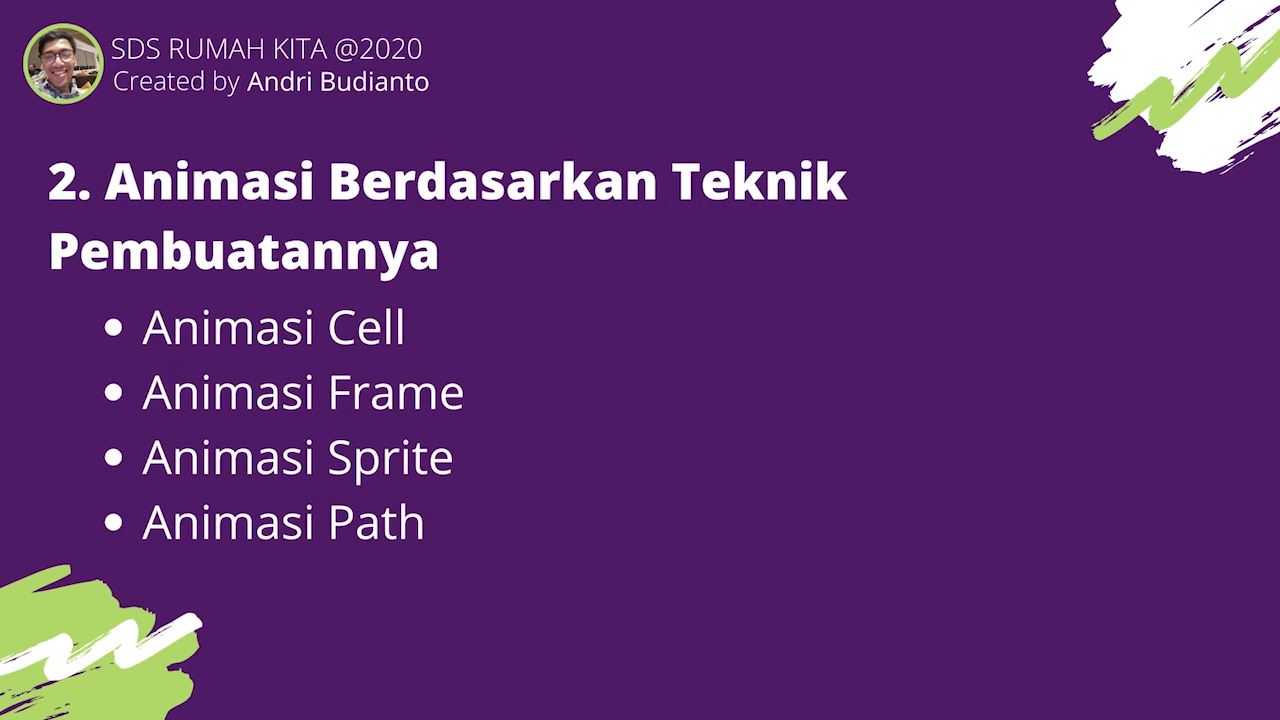 SDS RUMAH KITA @2020
Created by Andri Budianto
2. Animasi Berdasarkan Teknik
Pembuatannya
• Animasi Cell
• Animasi Frame
• Animasi Sprite
• Animasi Path